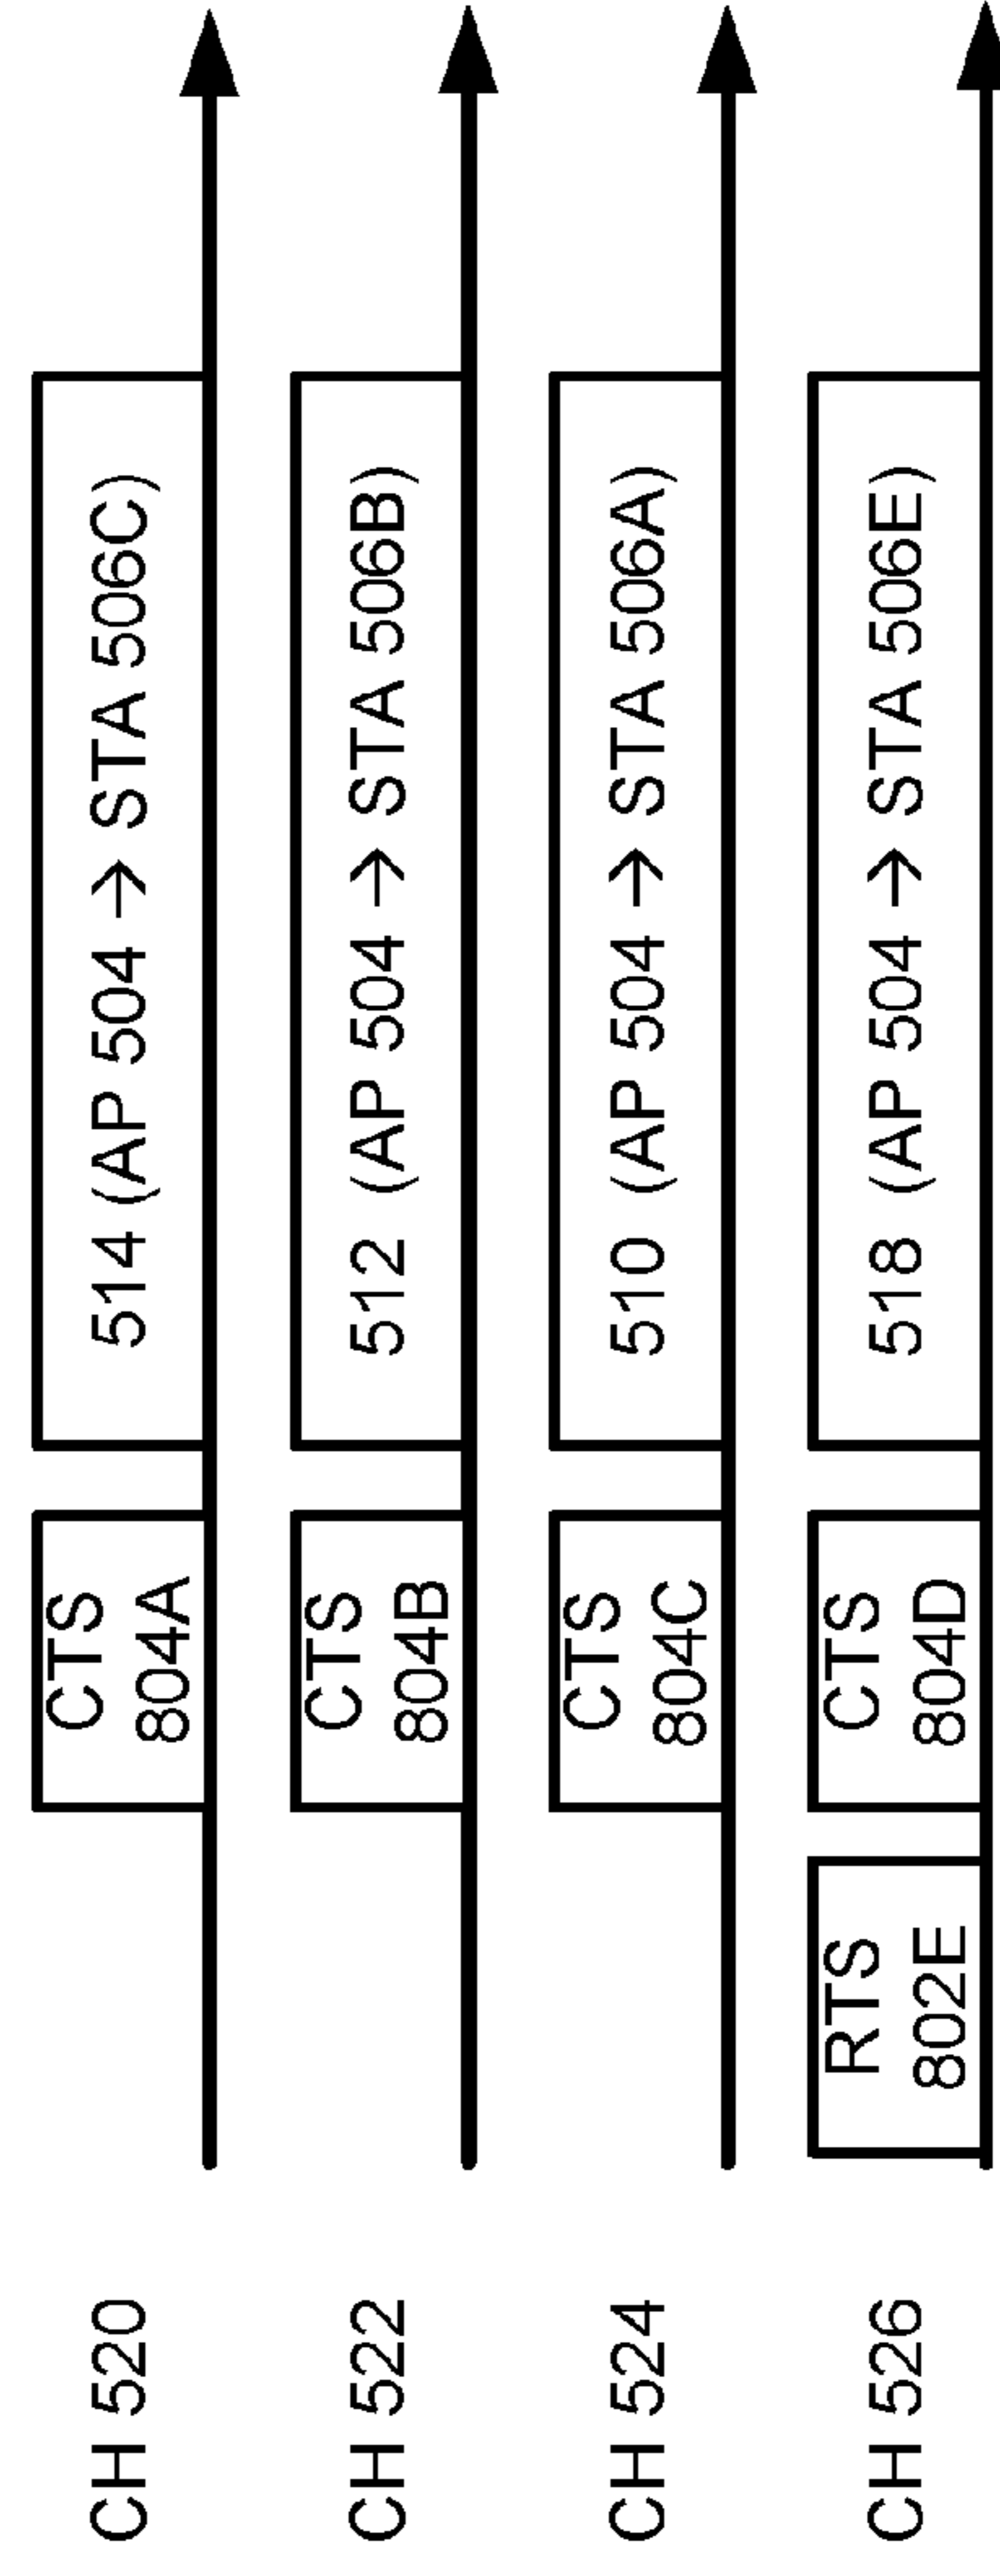 CH 520
CTS
804A
514 (AP 504 → STA 506C)
CH 522
CTS
804B
512 (AP 504 → STA 506B)
CH 524
CTS
804C
510 (AP 504 → STA 506A)
CH 526
RTS
802E
CTS
804D
518 (AP 504 → STA 506E)